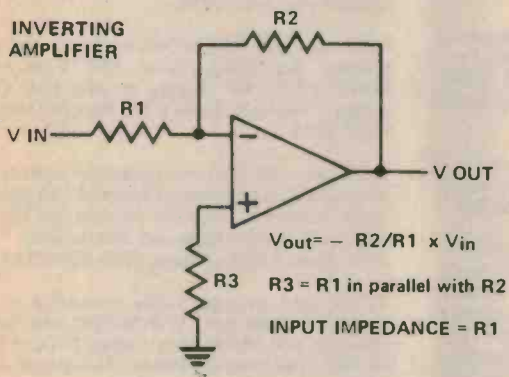 INVERTING
AMPLIFIER
R2
R1
V IN
−
+
V OUT
Vout= − R2/R1 x Vin
R3
R3 = R1 in parallel with R2
INPUT IMPEDANCE = R1